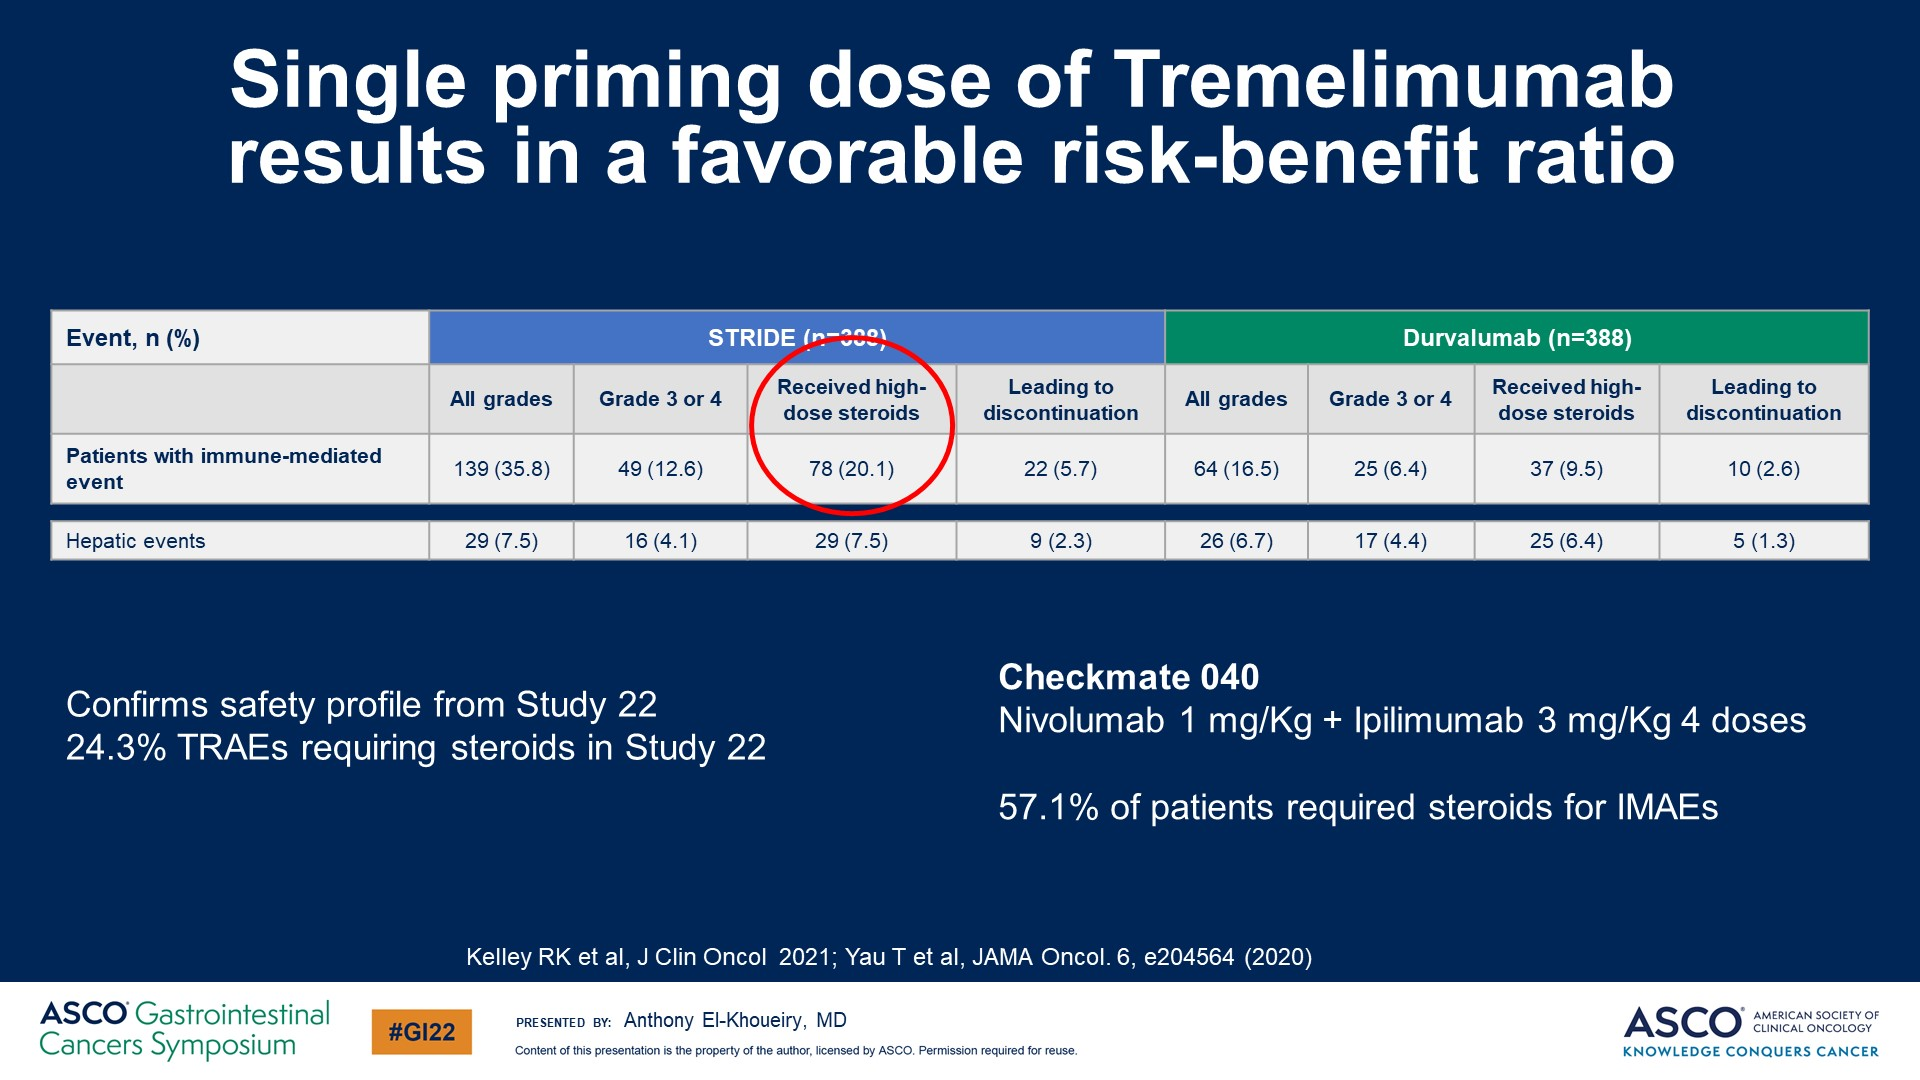 Single priming dose of Tremelimumab
results in a favorable risk-benefit ratio
Event, n (%)
STRIDE (n=388)
Durvalumab (n=388)
All grades
Grade 3 or 4
Received high-
dose steroids
Leading to
discontinuation
All grades
Grade 3 or 4
Received high-
dose steroids
Leading to
discontinuation
Patients with immune-mediated
event
139 (35.8)
49 (12.6)
78 (20.1)
22 (5.7)
64 (16.5)
25 (6.4)
37 (9.5)
10 (2.6)
Hepatic events
29 (7.5)
16 (4.1)
29 (7.5)
9 (2.3)
26 (6.7)
17 (4.4)
25 (6.4)
5 (1.3)
Confirms safety profile from Study 22
24.3% TRAEs requiring steroids in Study 22
Checkmate 040
Nivolumab 1 mg/Kg + Ipilimumab 3 mg/Kg 4 doses
57.1% of patients required steroids for IMAEs
Kelley RK et al, J Clin Oncol 2021; Yau T et al, JAMA Oncol. 6, e204564 (2020)
ASCO Gastrointestinal
Cancers Symposium
#GI22
PRESENTED BY: Anthony El-Khoueiry, MD
Content of this presentation is the property of the author, licensed by ASCO. Permission required for reuse.
ASCO
AMERICAN SOCIETY OF
CLINICAL ONCOLOGY
KNOWLEDGE CONQUERS CANCER